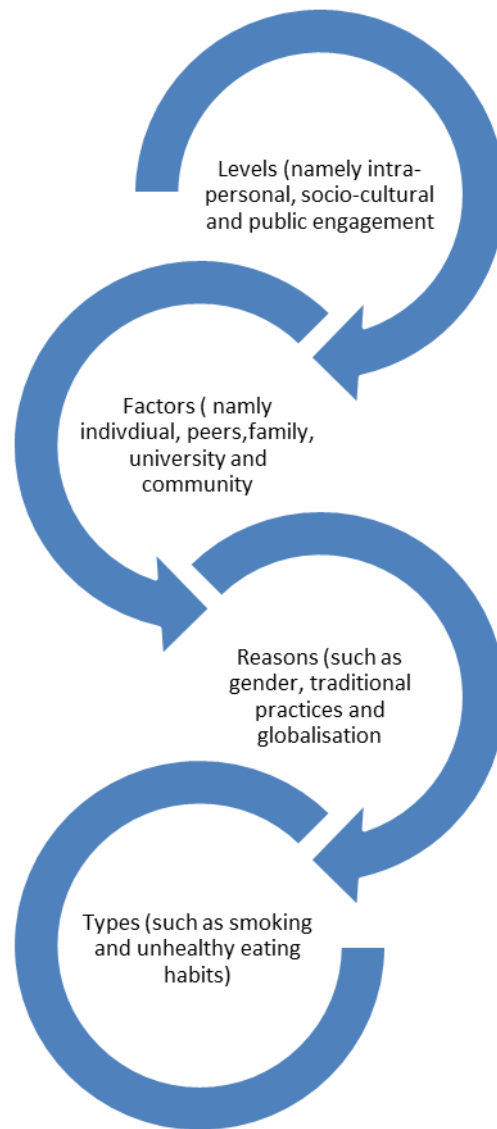 Levels (namely intra-
personal, socio-cultural
and public engagement
Factors ( namly
indivdiual, peers,family,
university and
community
Reasons (such as
gender, traditional
practices and
globalisation
Types (such as smoking
and unhealthy eating
habits)